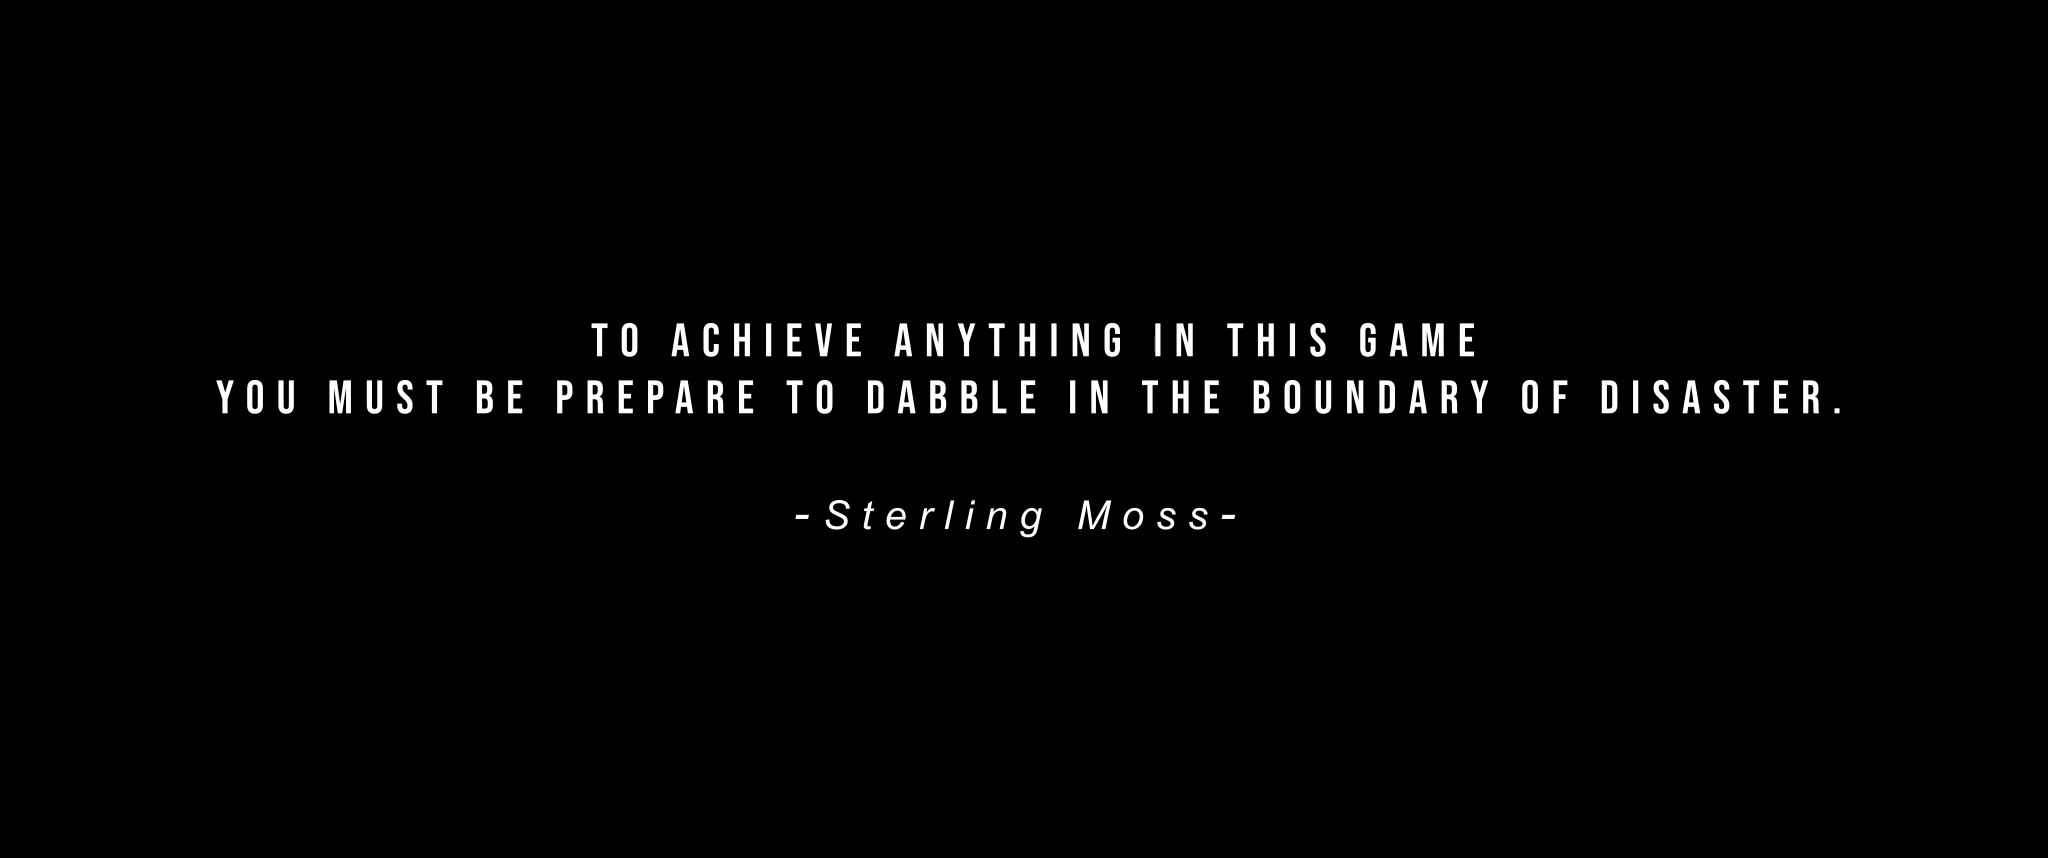 TO ACHIEVE ANYTHING IN THIS GAME
YOU MUST BE PREPARE TO DABBLE IN THE BOUNDARY OF DISASTER.
-Sterling Moss-